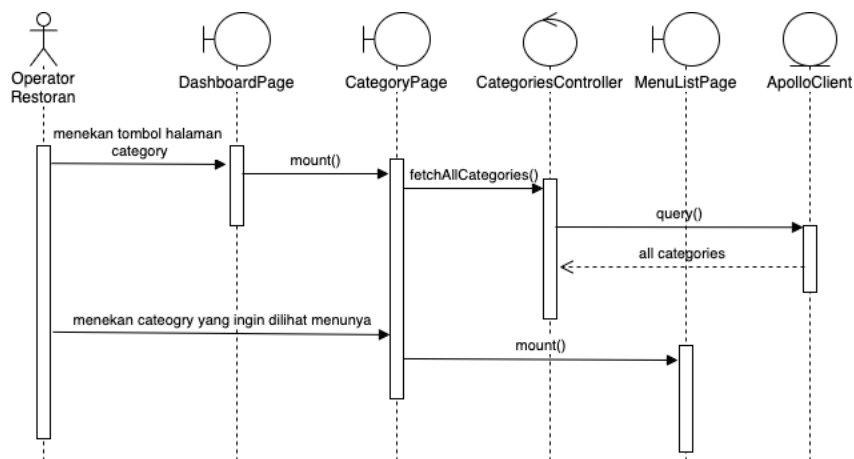 Operator
Restoran
DashboardPage
CategoryPage
CategoriesController
MenuListPage
ApolloClient
menekan tombol halaman
category
mount()
fetchAllCategories()
query()
all categories
menekan cateogry yang ingin dilihat menunya
mount()